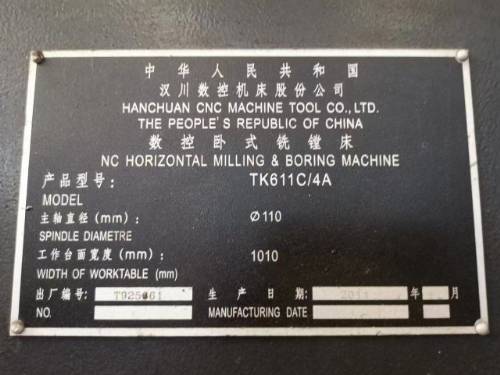 中华人民共和国
汉川数控机床股份公司
HANCHUAN CNC MACHINE TOOL CO., LTD.
THE PEOPLE'S REPUBLIC OF CHINA
数控卧式铣镗床
NC HORIZONTAL MILLING & BORING MACHINE
产品型号: TK611C/4A
MODEL
主轴直径(mm): Ø110
SPINDLE DIAMETRE
工作台面宽度(mm): 1010
WIDTH OF WORKTABLE (mm)
出厂编号: 生产日期: 年 月
NO. MANUFACTURING DATE